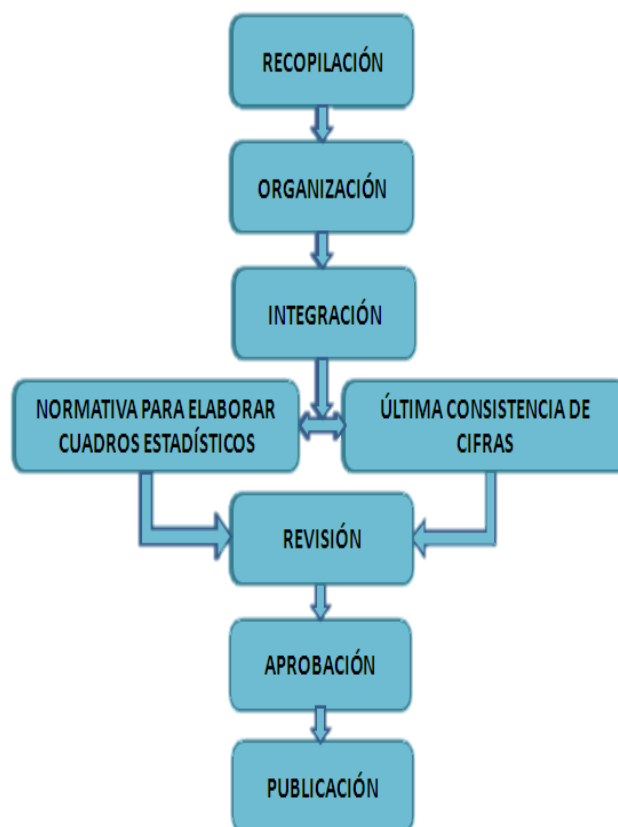 RECOPILACIÓN
ORGANIZACIÓN
INTEGRACIÓN
NORMATIVA PARA ELABORAR
CUADROS ESTADÍSTICOS
ÚLTIMA CONSISTENCIA DE
CIFRAS
REVISIÓN
APROBACIÓN
PUBLICACIÓN